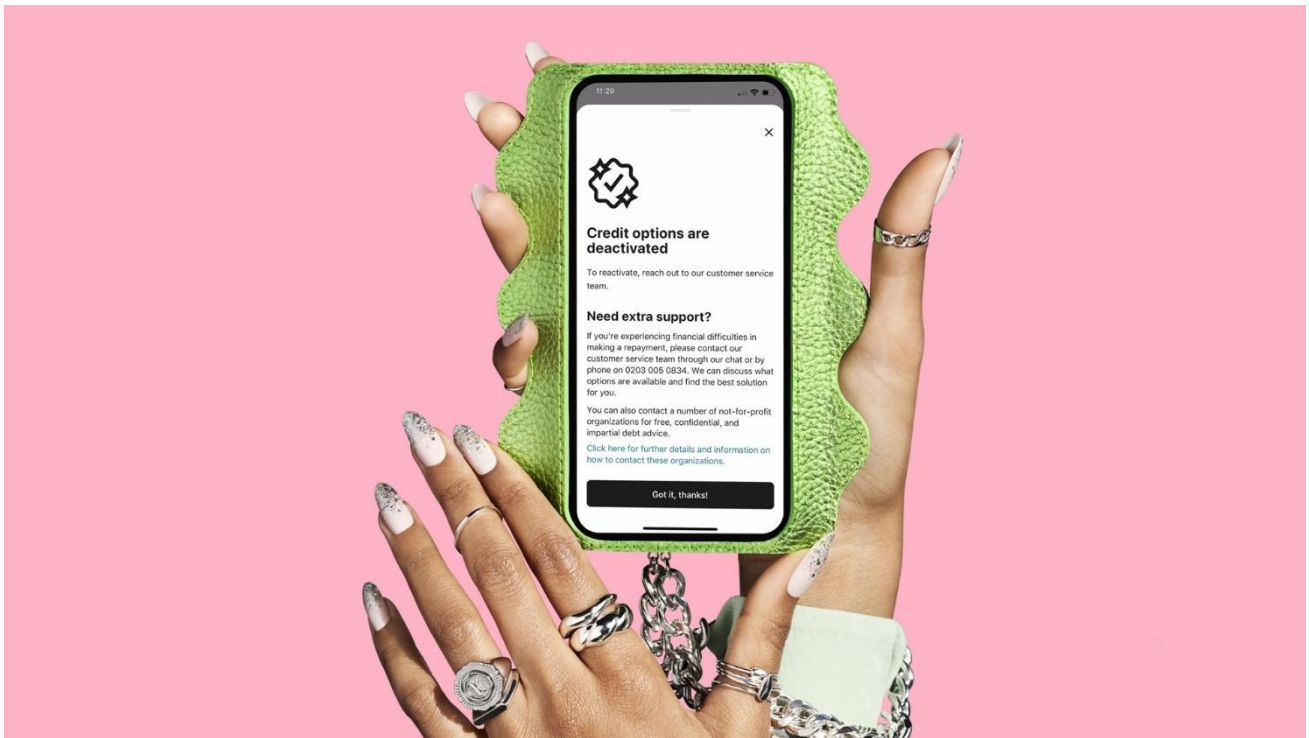 11:29
Credit options are
deactivated
To reactivate, reach out to our customer service
team.
Need extra support?
If you're experiencing financial difficulties in
making a repayment, please contact our
customer service team through our chat or by
phone on 0203 005 0834. We can discuss what
options are available and find the best solution
for you.
You can also contact a number of not-for-profit
organizations for free, confidential, and
impartial debt advice.
Click here for further details and information on
how to contact these organizations.
Got it, thanks!